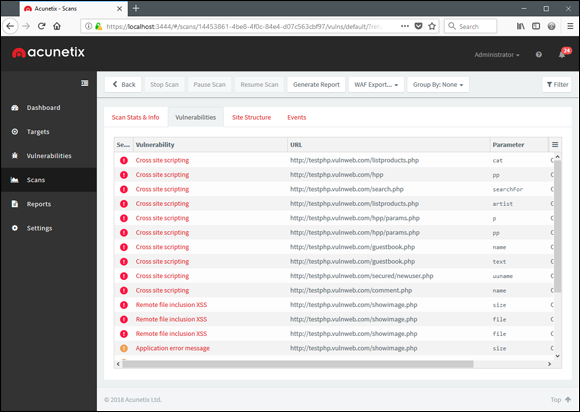 Acunetix - Scans
https://localhost:3444/#/scans/14453861-4be8-4f0c-84e4-d07c563cbf97/vulns/default/?ret
Search
acunetix
Administrator
24
Back
Stop Scan
Pause Scan
Resume Scan
Generate Report
WAF Export...
Group By: None
Filter
Dashboard
Targets
Vulnerabilities
Scans
Reports
Settings
Scan Stats & Info
Vulnerabilities
Site Structure
Events
Se... Vulnerability URL Parameter
Cross site scripting http://testphp.vulnweb.com/listproducts.php cat
Cross site scripting http://testphp.vulnweb.com/hpp pp
Cross site scripting http://testphp.vulnweb.com/search.php searchFor
Cross site scripting http://testphp.vulnweb.com/listproducts.php artist
Cross site scripting http://testphp.vulnweb.com/hpp/params.php p
Cross site scripting http://testphp.vulnweb.com/hpp/params.php pp
Cross site scripting http://testphp.vulnweb.com/guestbook.php name
Cross site scripting http://testphp.vulnweb.com/guestbook.php text
Cross site scripting http://testphp.vulnweb.com/secured/newuser.php uuname
Cross site scripting http://testphp.vulnweb.com/comment.php name
Remote file inclusion XSS http://testphp.vulnweb.com/showimage.php size
Remote file inclusion XSS http://testphp.vulnweb.com/showimage.php file
Remote file inclusion XSS http://testphp.vulnweb.com/showimage.php file
Application error message http://testphp.vulnweb.com/showimage.php size
© 2018 Acunetix Ltd.
Top